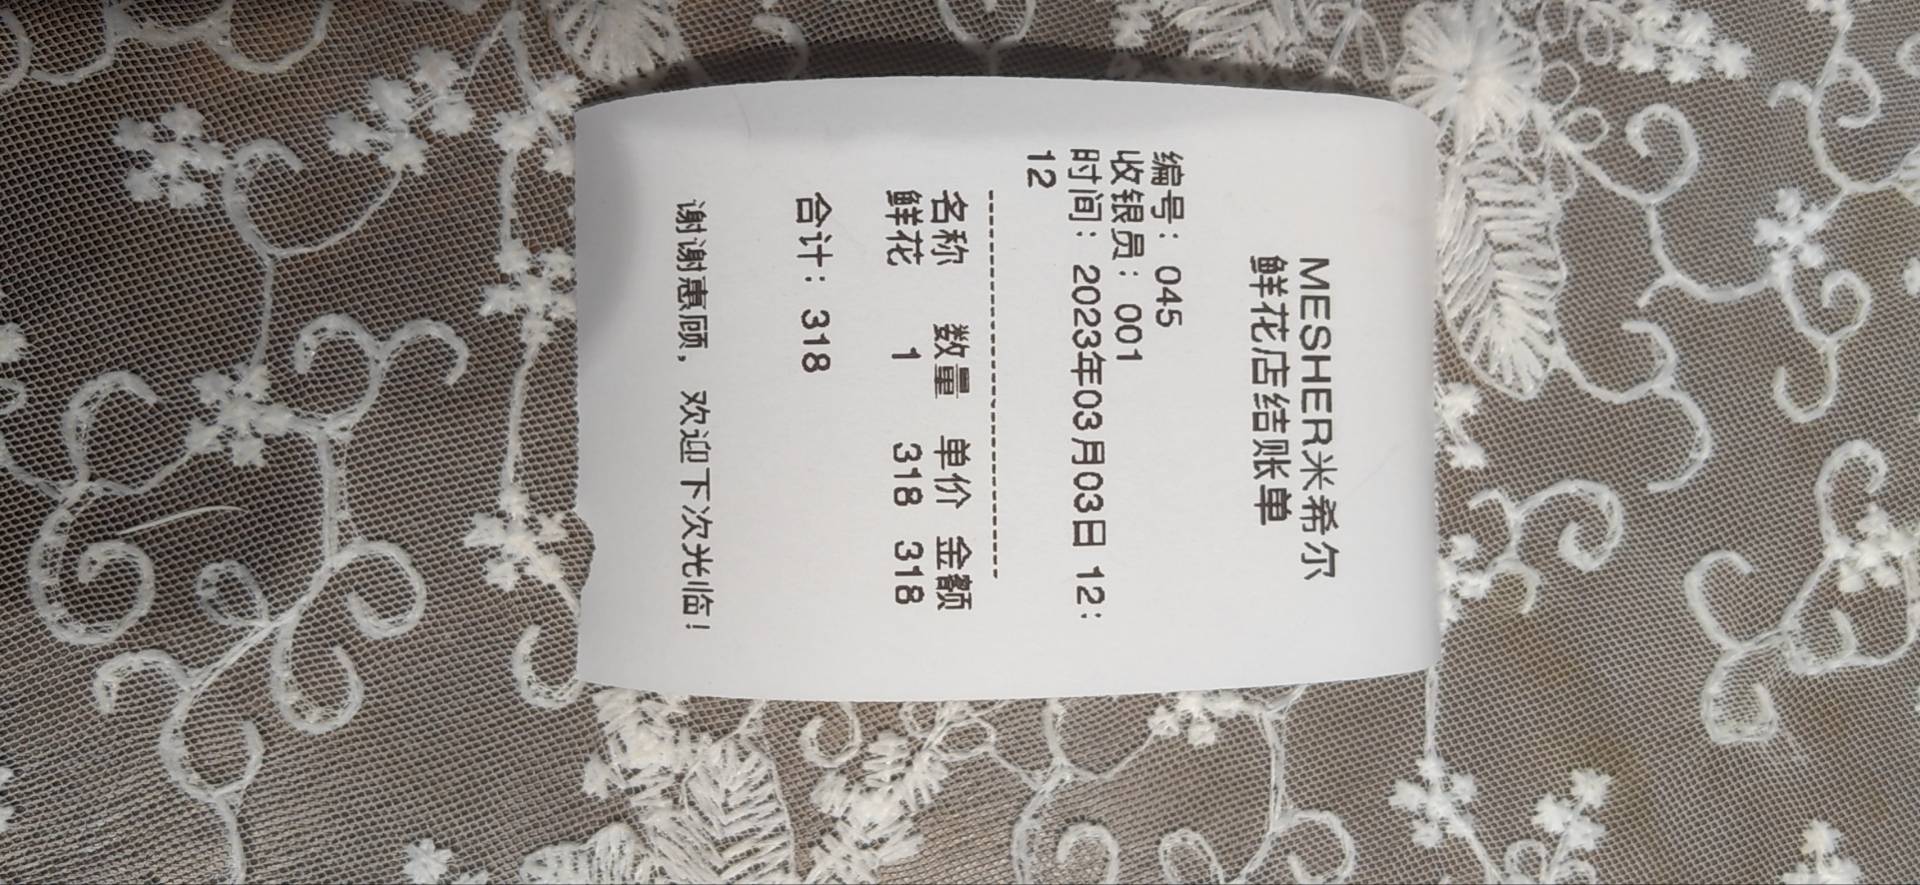 MESHER米希尔
鲜花店结账单
编号：045
收银员：001
时间：2023年03月03日 12:
12
名称 数量 单价 金额
鲜花 1 318 318
合计：318
谢谢惠顾，欢迎下次光临！